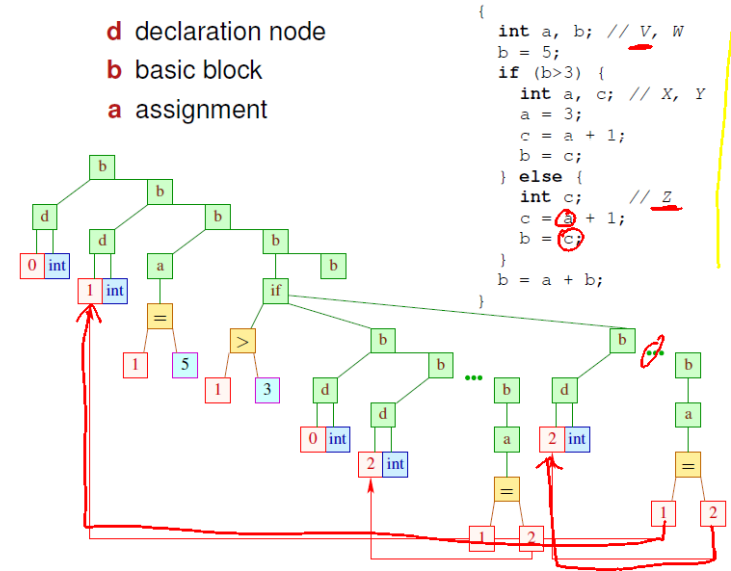 d declaration node
b basic block
a assignment
{
int a, b; // V, W
b = 5;
if (b>3) {
int a, c; // X, Y
a = 3;
c = a + 1;
b = c;
} else {
int c; // Z
c = a + 1;
b = c;
}
b = a + b;
}
b
b
d b
d b
0 int a b b
1 int if
=
> b b
1 5 b ... ... b
1 3 d b d a
d
0 int a 2 int =
2 int
=
1 2
1 2